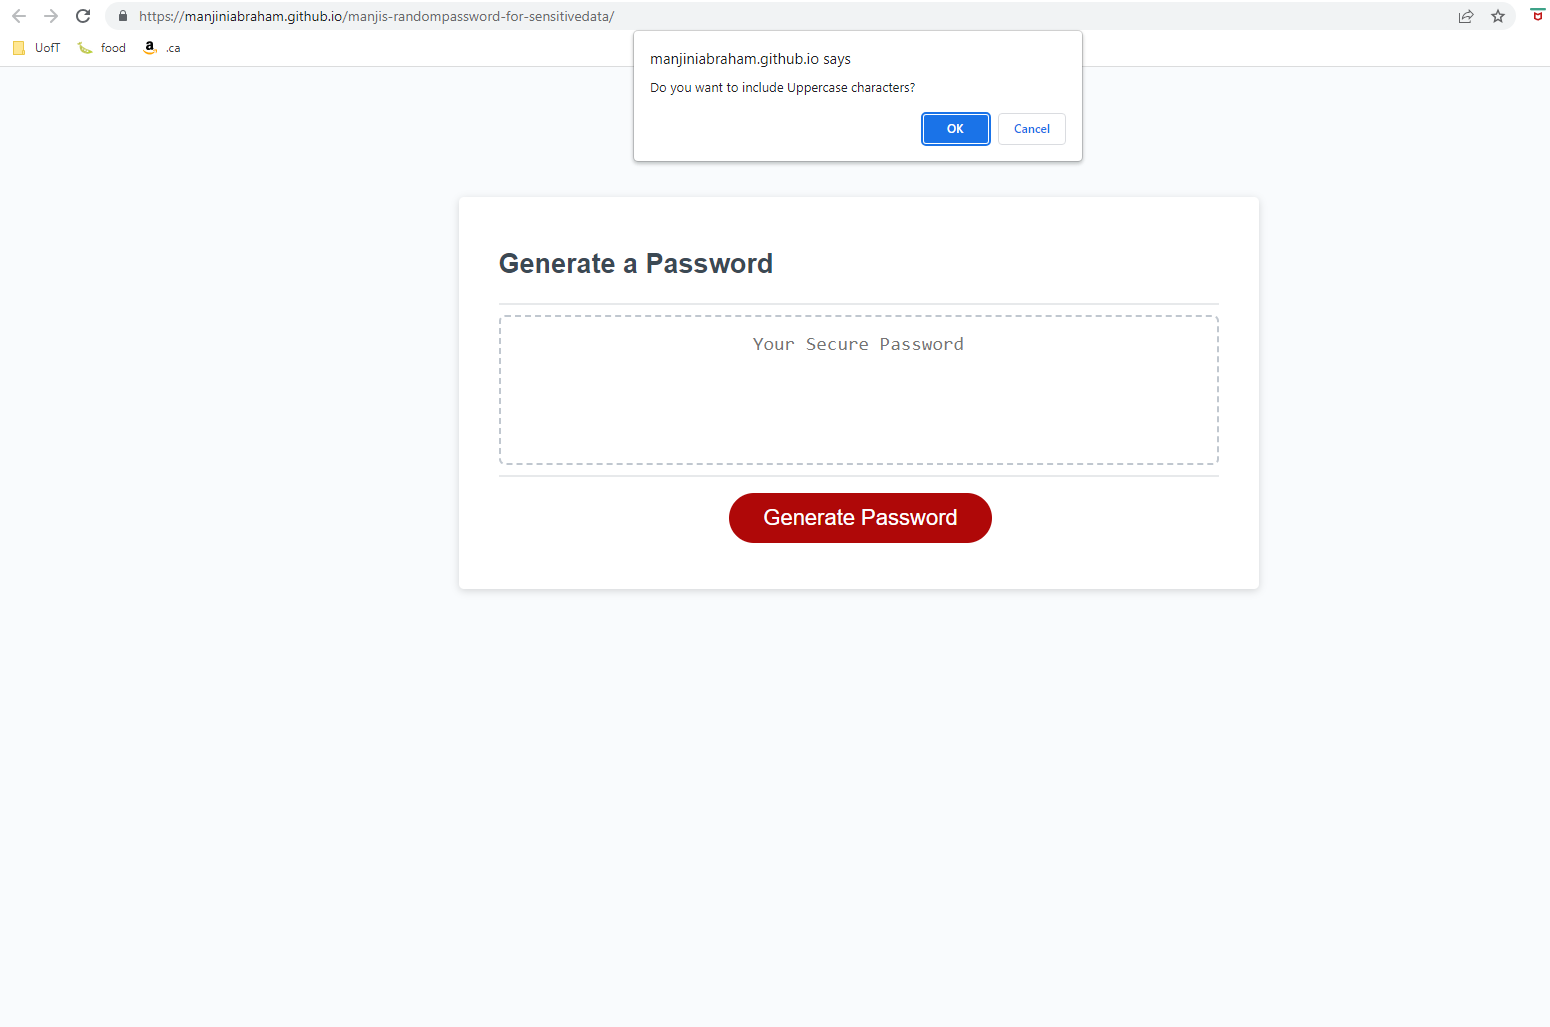 https://manjiniabraham.github.io/manjis-randompassword-for-sensitivedata/
UofT food .ca
manjiniabraham.github.io says
Do you want to include Uppercase characters?
OK Cancel
Generate a Password
Your Secure Password
Generate Password